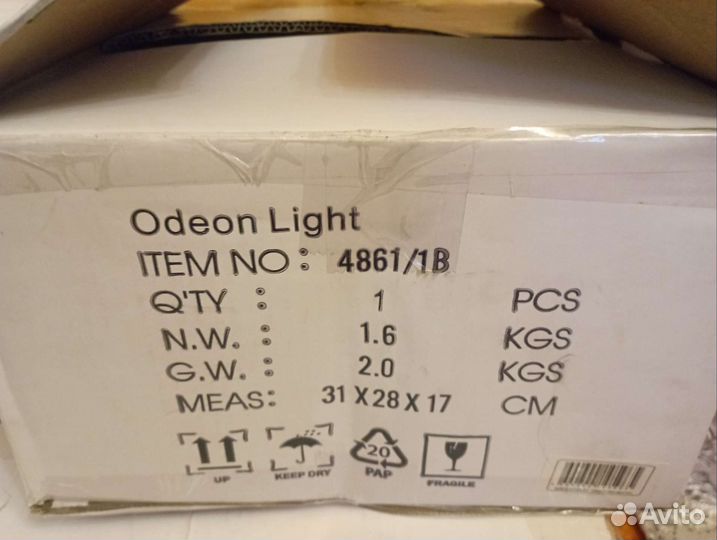 Odeon Light
ITEM NO : 4861/1B
Q'TY : 1 PCS
N.W. : 1.6 KGS
G.W. : 2.0 KGS
MEAS: 31 X 28 X 17 CM
UP
KEEP DRY
20
PAP
FRAGILE
Avito